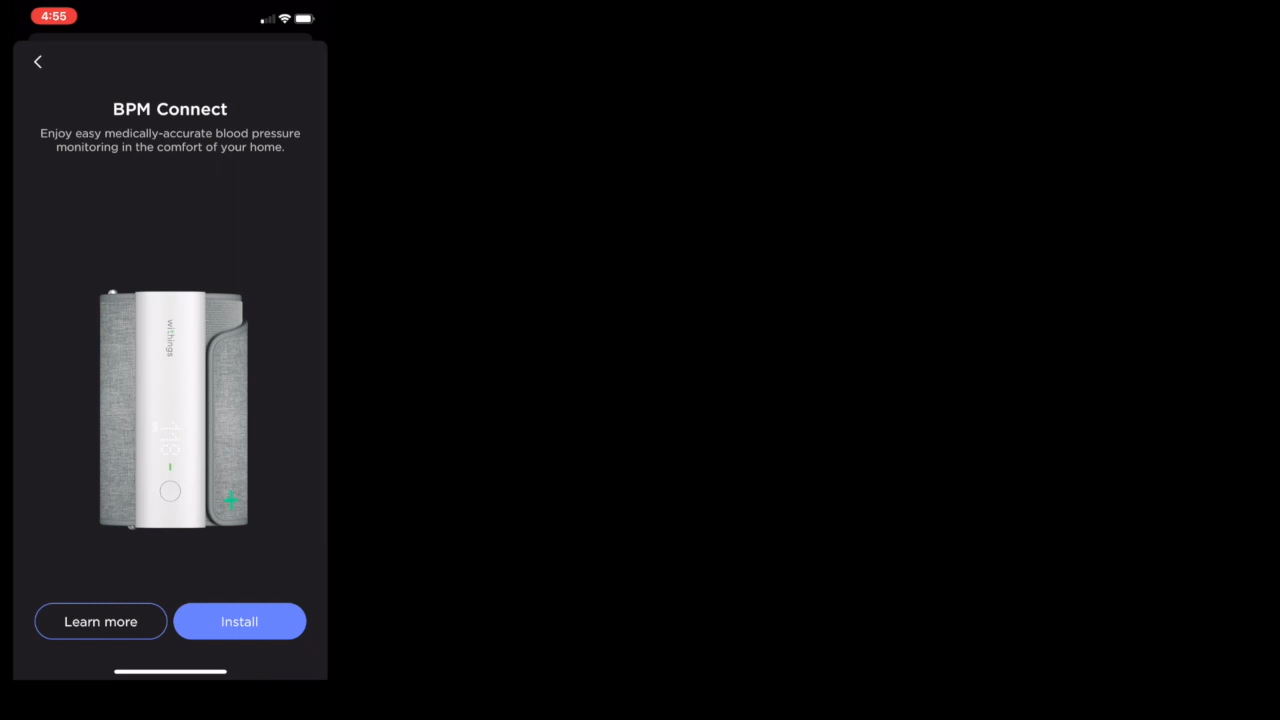 4:55
BPM Connect
Enjoy easy medically-accurate blood pressure
monitoring in the comfort of your home.
withings
118
Learn more
Install